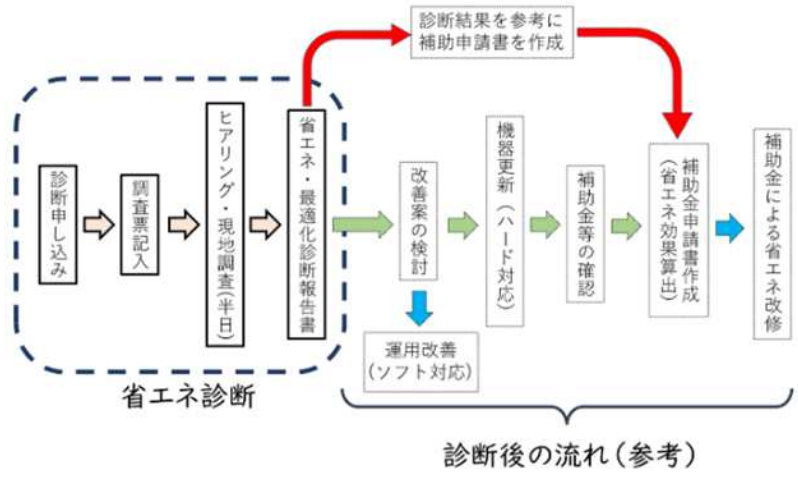 診断結果を参考に
補助申請書を作成
診断申し込み
調査票記入
ヒアリング・現地調査(半日)
省エネ・最適化診断報告書
改善案の検討
機器更新(ハード対応)
補助金等の確認
補助金申請書作成
(省エネ効果算出)
補助金による省エネ改修
運用改善
(ソフト対応)
省エネ診断
診断後の流れ(参考)